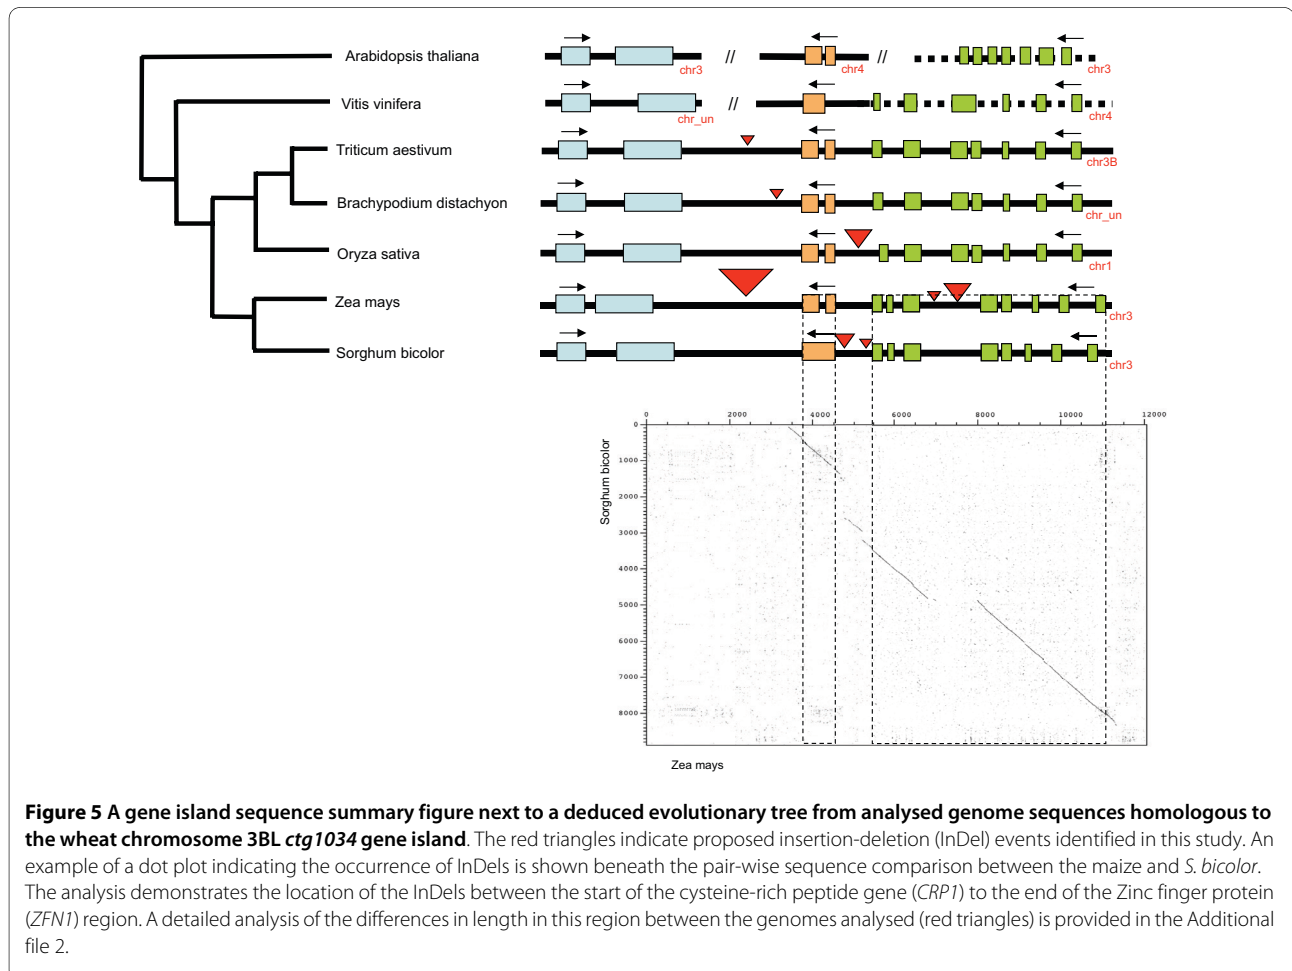 Arabidopsis thaliana
chr3 // chr4 // chr3
Vitis vinifera
chr_un // chr4
Triticum aestivum
chr3B
Brachypodium distachyon
chr_un
Oryza sativa
chr1
Zea mays
chr3
Sorghum bicolor
chr3
0 2000 4000 6000 8000 10000 12000
Sorghum bicolor
0
1000
2000
3000
4000
5000
6000
7000
8000
Zea mays
Figure 5 A gene island sequence summary figure next to a deduced evolutionary tree from analysed genome sequences homologous to
the wheat chromosome 3BL ctg1034 gene island. The red triangles indicate proposed insertion-deletion (InDel) events identified in this study. An
example of a dot plot indicating the occurrence of InDels is shown beneath the pair-wise sequence comparison between the maize and S. bicolor.
The analysis demonstrates the location of the InDels between the start of the cysteine-rich peptide gene (CRP1) to the end of the Zinc finger protein
(ZFN1) region. A detailed analysis of the differences in length in this region between the genomes analysed (red triangles) is provided in the Additional
file 2.